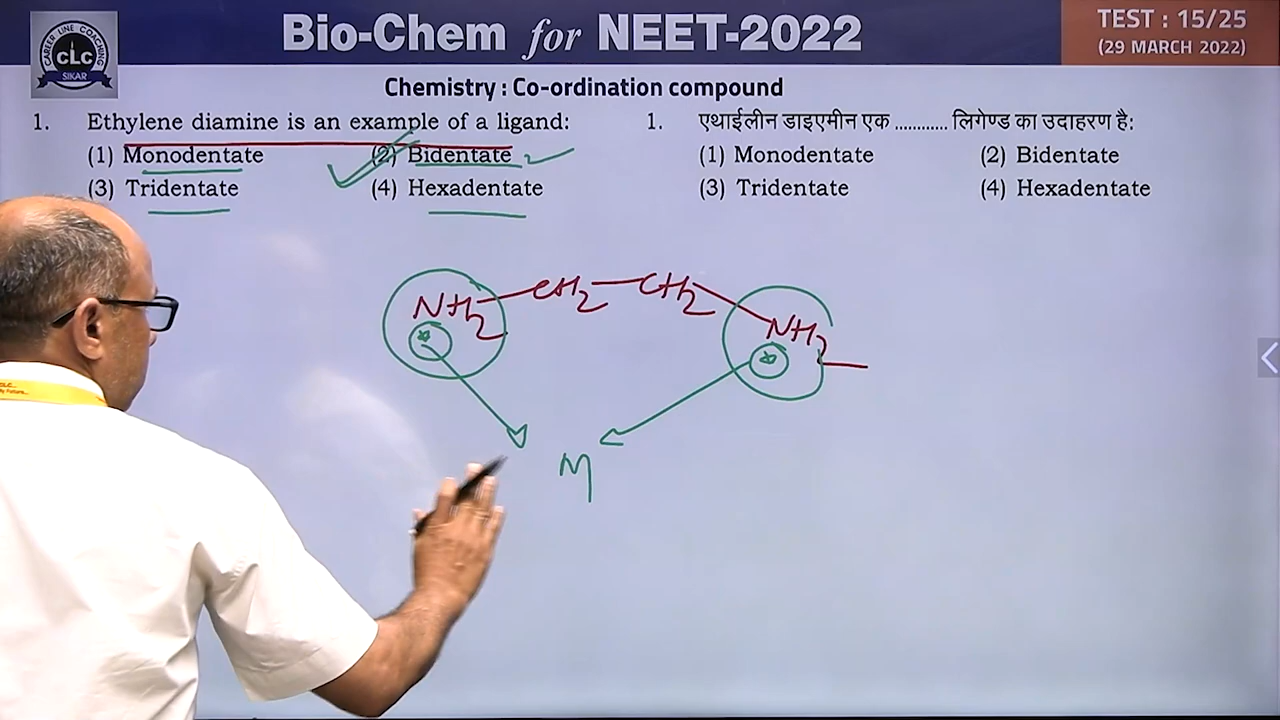 Bio-Chem for NEET-2022
TEST : 15/25
(29 MARCH 2022)
CAREER LINE COACHING
CLC
SIKAR
Chemistry : Co-ordination compound
1. Ethylene diamine is an example of a ligand:
(1) Monodentate (2) Bidentate
(3) Tridentate (4) Hexadentate
1. एथाईलीन डाइएमीन एक ............ लिगेण्ड का उदाहरण है:
(1) Monodentate (2) Bidentate
(3) Tridentate (4) Hexadentate
NH2 — CH2 — CH2 — NH2
M